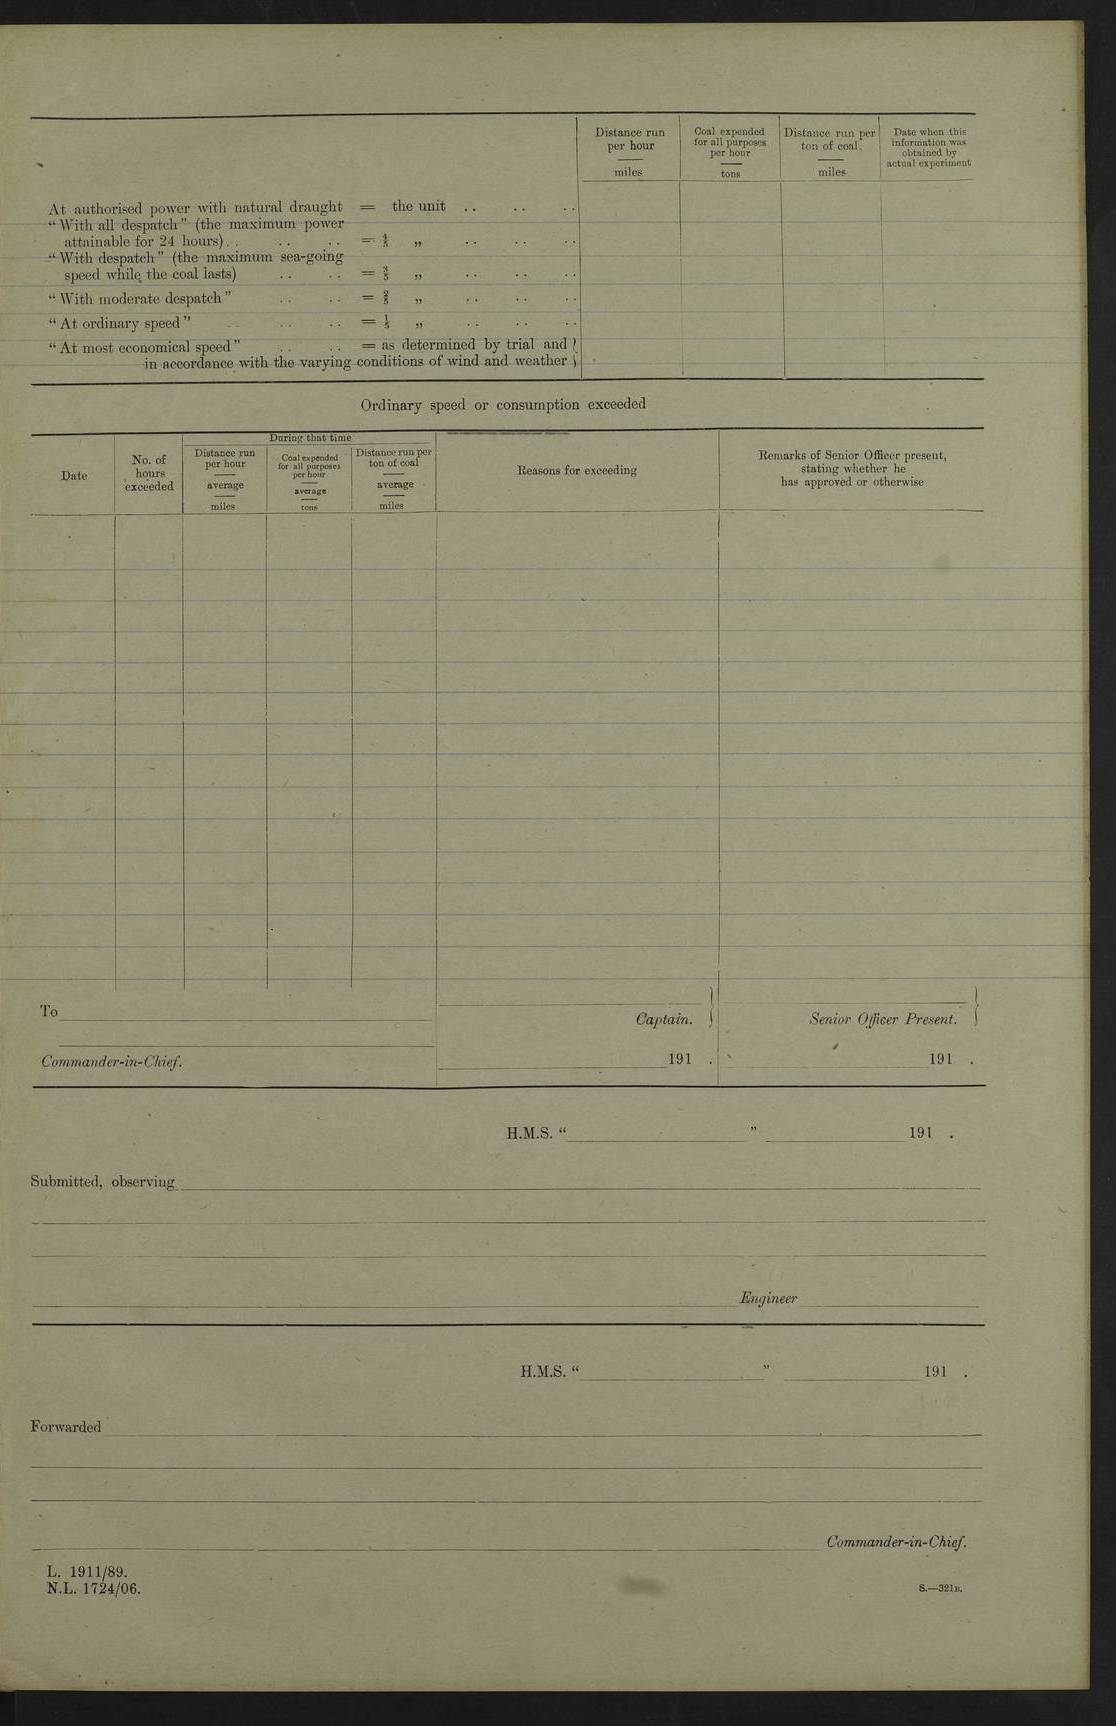 Distance run
per hour
miles
Coal expended
for all purposes
per hour
tons
Distance run per
ton of coal.
miles
Date when this
information was
obtained by
actual experiment
At authorised power with natural draught = the unit .. .. ..
“With all despatch” (the maximum power
attainable for 24 hours) . . .. .. = 4/5 „ .. .. ..
“With despatch” (the maximum sea-going
speed while the coal lasts) .. .. = 3/5 „ .. .. ..
“With moderate despatch” .. .. = 2/5 „ .. .. ..
“At ordinary speed” .. .. .. = 1/5 „ .. .. ..
“At most economical speed” .. .. = as determined by trial and }
in accordance with the varying conditions of wind and weather }
Ordinary speed or consumption exceeded
Date
No. of
hours
exceeded
During that time
Distance run
per hour
average
miles
Coal expended
for all purposes
per hour
average
tons
Distance run per
ton of coal
average
miles
Reasons for exceeding
Remarks of Senior Officer present,
stating whether he
has approved or otherwise
To
Captain. }
Senior Officer Present. }
Commander-in-Chief.
191 .
191 .
H.M.S. “ ” 191 .
Submitted, observing
Engineer
H.M.S. “ ” 191 .
Forwarded
Commander-in-Chief.
L. 1911/89.
N.L. 1724/06.
S.—321B.